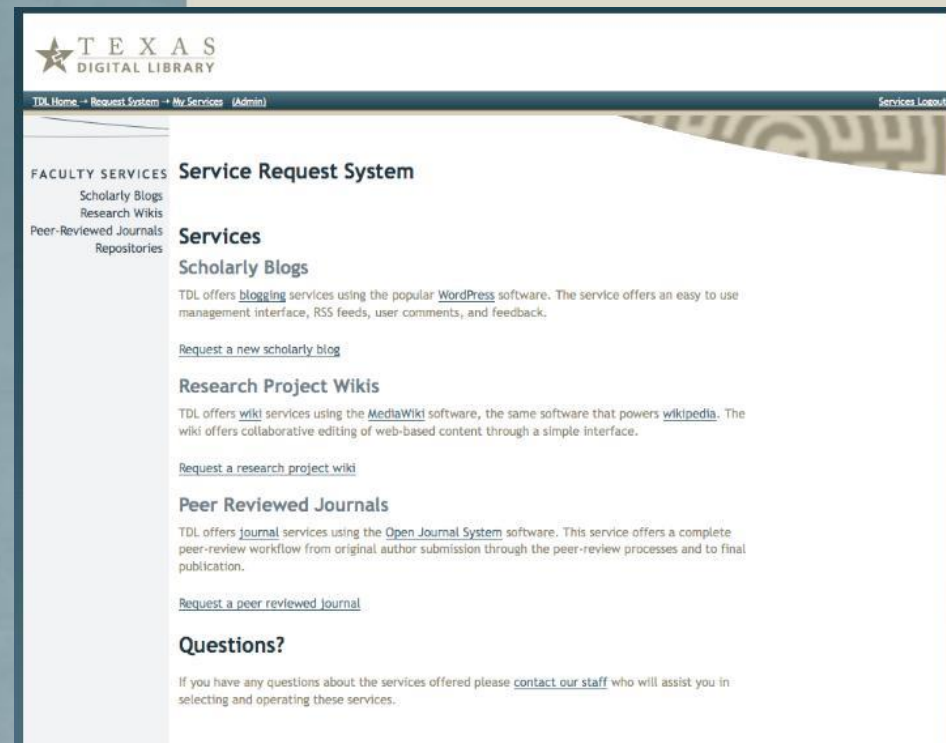 TEXAS
DIGITAL LIBRARY
TDL Home → Request System → My Services (Admin)
Services Logout
FACULTY SERVICES
Scholarly Blogs
Research Wikis
Peer-Reviewed Journals
Repositories
Service Request System
Services
Scholarly Blogs
TDL offers blogging services using the popular WordPress software. The service offers an easy to use
management interface, RSS feeds, user comments, and feedback.
Request a new scholarly blog
Research Project Wikis
TDL offers wiki services using the MediaWiki software, the same software that powers wikipedia. The
wiki offers collaborative editing of web-based content through a simple interface.
Request a research project wiki
Peer Reviewed Journals
TDL offers journal services using the Open Journal System software. This service offers a complete
peer-review workflow from original author submission through the peer-review processes and to final
publication.
Request a peer reviewed journal
Questions?
If you have any questions about the services offered please contact our staff who will assist you in
selecting and operating these services.